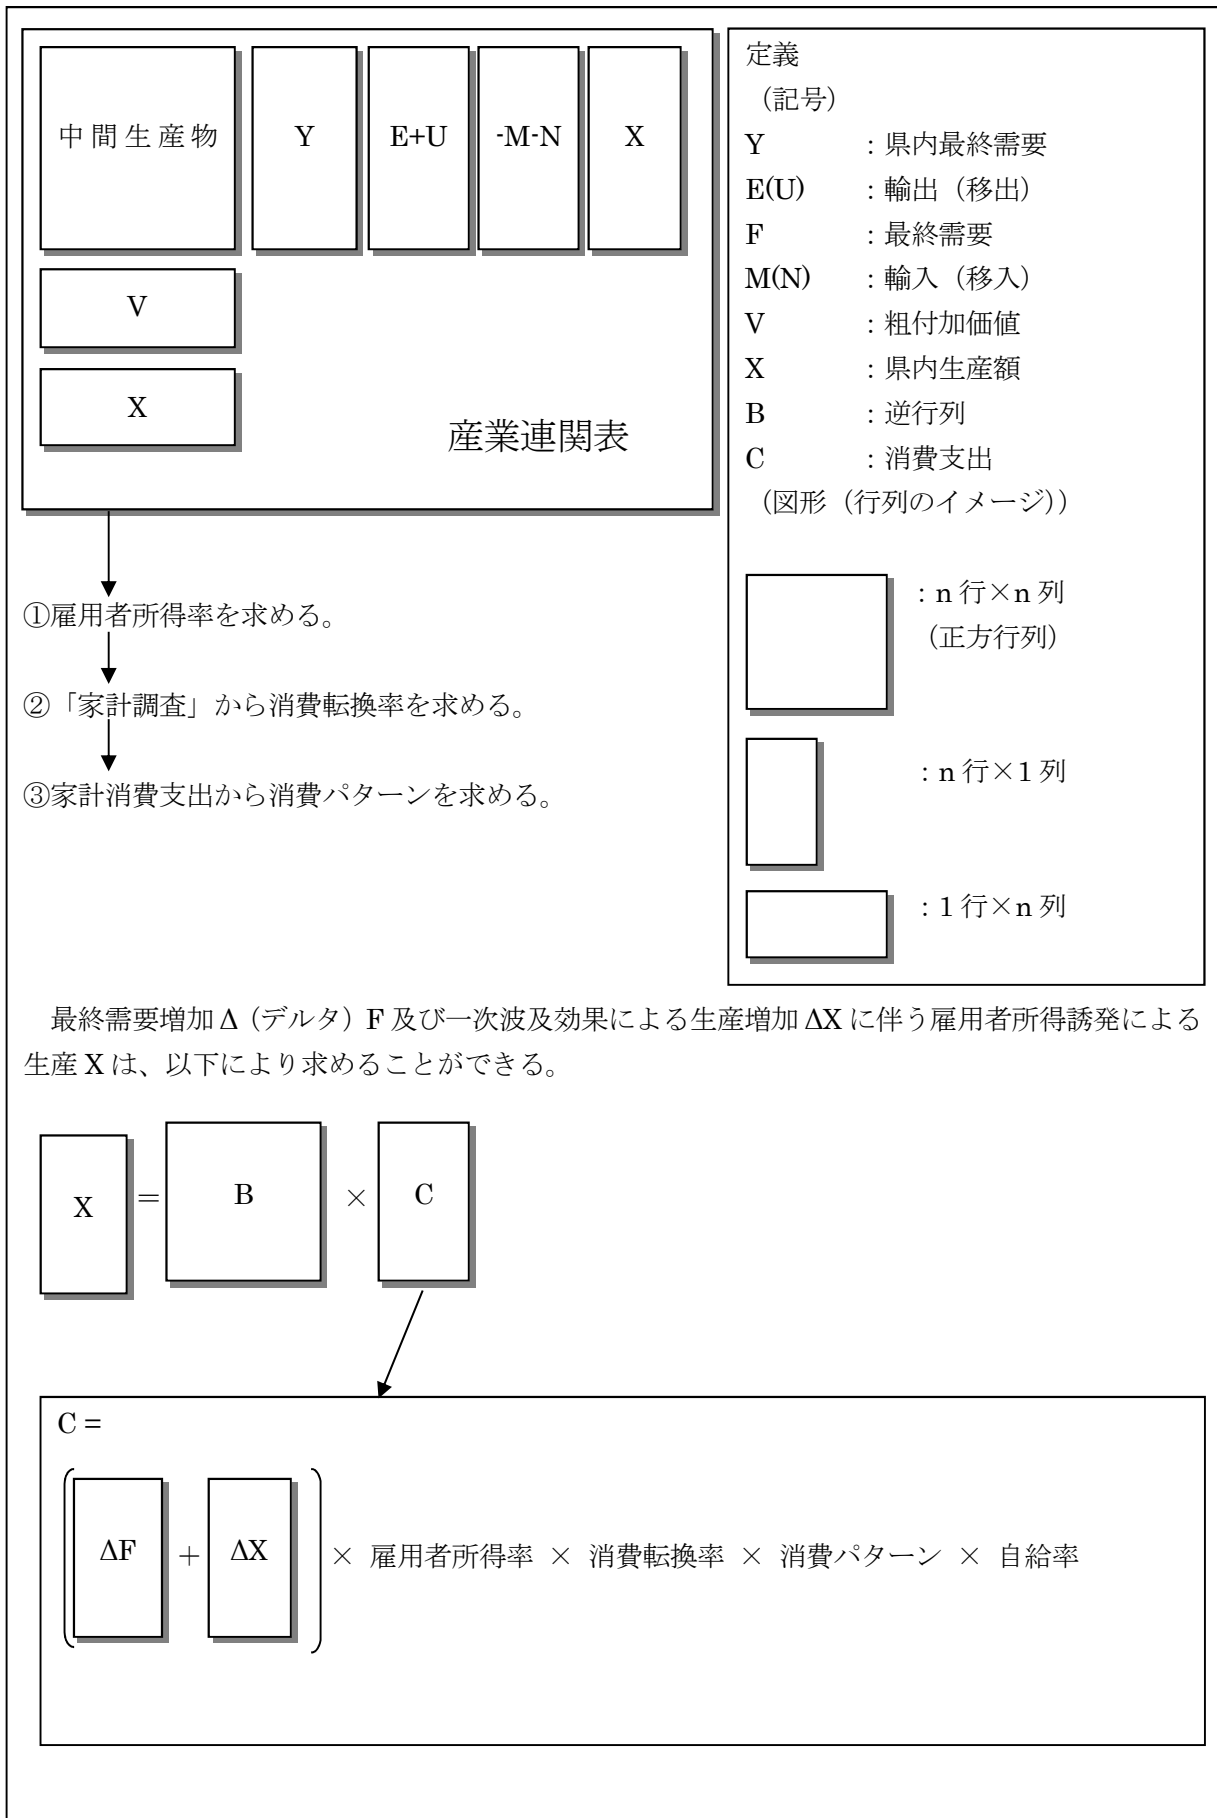 中間生産物
Y
E+U
-M-N
X
V
X
産業連関表
定義
（記号）
Y ：県内最終需要
E(U) ：輸出（移出）
F ：最終需要
M(N) ：輸入（移入）
V ：粗付加価値
X ：県内生産額
B ：逆行列
C ：消費支出
（図形（行列のイメージ））
：n 行×n 列
（正方行列）
：n 行×1 列
：1 行×n 列
①雇用者所得率を求める。
②「家計調査」から消費転換率を求める。
③家計消費支出から消費パターンを求める。
最終需要増加 Δ（デルタ）F 及び一次波及効果による生産増加 ΔX に伴う雇用者所得誘発による
生産 X は、以下により求めることができる。
X ＝ B × C
C =
(ΔF ＋ ΔX) × 雇用者所得率 × 消費転換率 × 消費パターン × 自給率